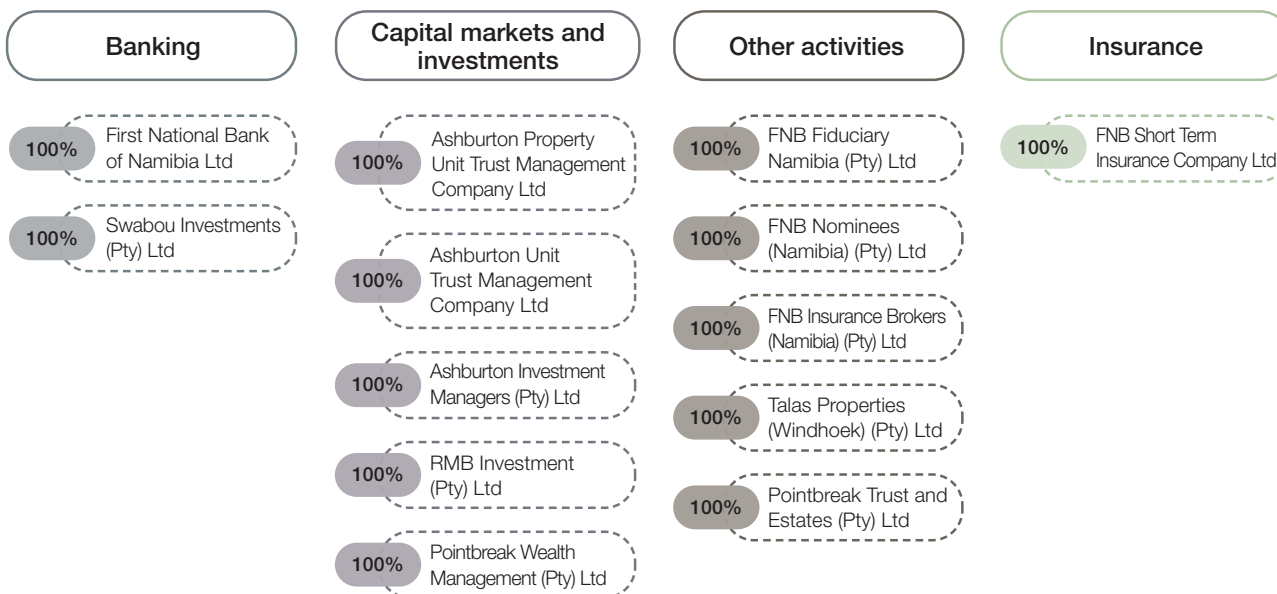 Banking
100%
First National Bank
of Namibia Ltd
100%
Swabou Investments
(Pty) Ltd
Capital markets and
investments
100%
Ashburton Property
Unit Trust Management
Company Ltd
100%
Ashburton Unit
Trust Management
Company Ltd
100%
Ashburton Investment
Managers (Pty) Ltd
100%
RMB Investment
(Pty) Ltd
100%
Pointbreak Wealth
Management (Pty) Ltd
Other activities
100%
FNB Fiduciary
Namibia (Pty) Ltd
100%
FNB Nominees
(Namibia) (Pty) Ltd
100%
FNB Insurance Brokers
(Namibia) (Pty) Ltd
100%
Talas Properties
(Windhoek) (Pty) Ltd
100%
Pointbreak Trust and
Estates (Pty) Ltd
Insurance
100%
FNB Short Term
Insurance Company Ltd